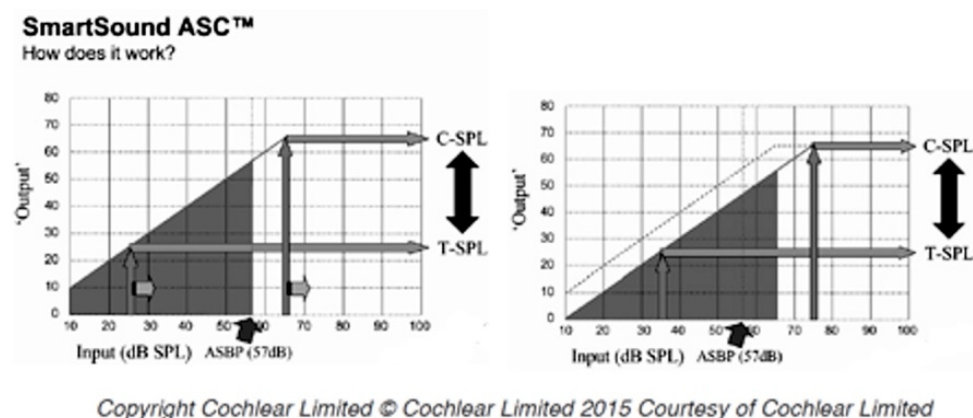 SmartSound ASC™
How does it work?
80
70
60
50
40
30
20
10
0
'Output'
10 20 30 40 50 60 70 80 90 100
C-SPL
T-SPL
Input (dB SPL) ASBP (57dB)
80
70
60
50
40
30
20
10
0
'Output'
10 20 30 40 50 60 70 80 90 100
C-SPL
T-SPL
Input (dB SPL) ASBP (57dB)
Copyright Cochlear Limited © Cochlear Limited 2015 Courtesy of Cochlear Limited